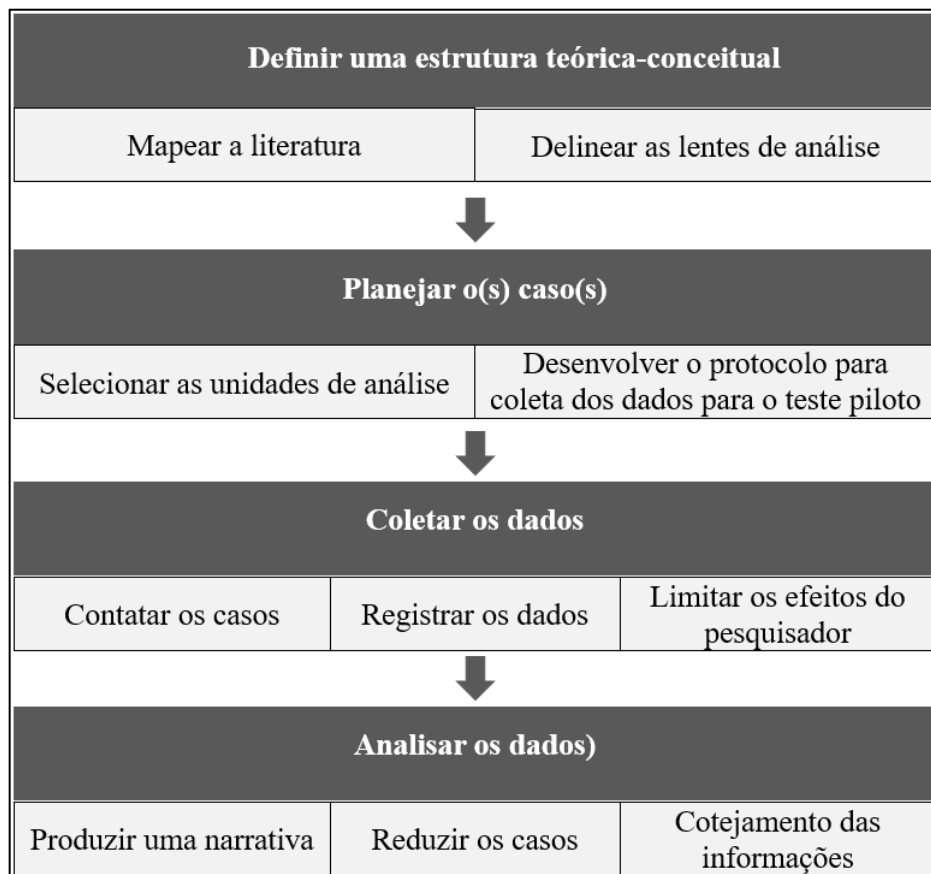 Definir uma estrutura teórica-conceitual
Mapear a literatura
Delinear as lentes de análise
Planejar o(s) caso(s)
Selecionar as unidades de análise
Desenvolver o protocolo para
coleta dos dados para o teste piloto
Coletar os dados
Contatar os casos
Registrar os dados
Limitar os efeitos do
pesquisador
Analisar os dados)
Produzir uma narrativa
Reduzir os casos
Cotejamento das
informações